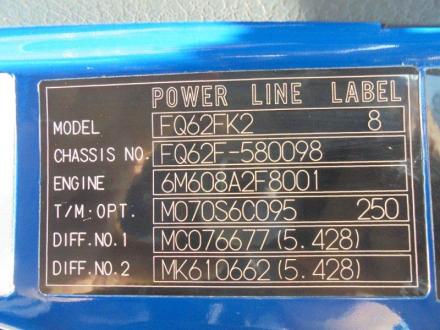 POWER LINE LABEL
MODEL FQ62FK2 8
CHASSIS NO. FQ62F-580098
ENGINE 6M608A2F8001
T/M·OPT. M070S6C095 250
DIFF.NO.1 MC076677(5.428)
DIFF.NO.2 MK610662(5.428)